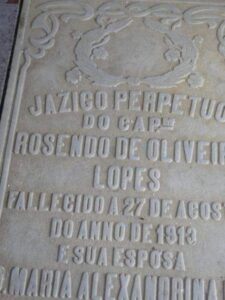 JAZIGO PERPETUO
DO CAPᵐ
ROSENDO DE OLIVEIR
LOPES
FALLECIDO A 27 DE AGOS
DO ANNO DE 1913
E SUA ESPOSA
D. MARIA ALEXANDRINA